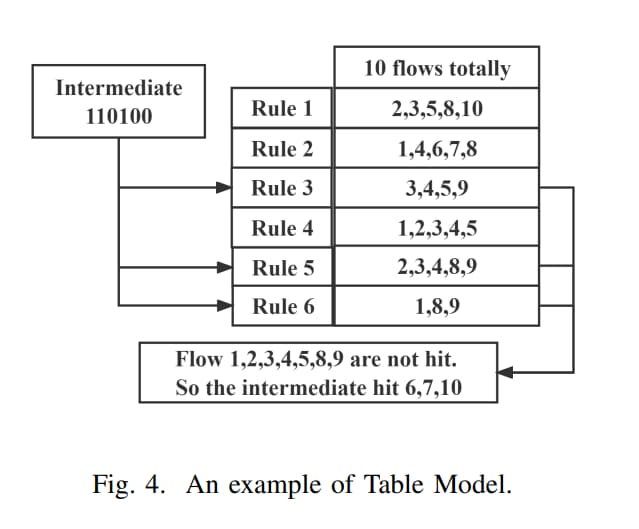 10 flows totally
Intermediate
110100
Rule 1 2,3,5,8,10
Rule 2 1,4,6,7,8
Rule 3 3,4,5,9
Rule 4 1,2,3,4,5
Rule 5 2,3,4,8,9
Rule 6 1,8,9
Flow 1,2,3,4,5,8,9 are not hit.
So the intermediate hit 6,7,10
Fig. 4. An example of Table Model.